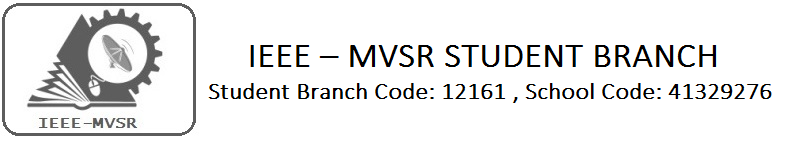 IEEE – MVSR STUDENT BRANCH
Student Branch Code: 12161 , School Code: 41329276
IEEE-MVSR